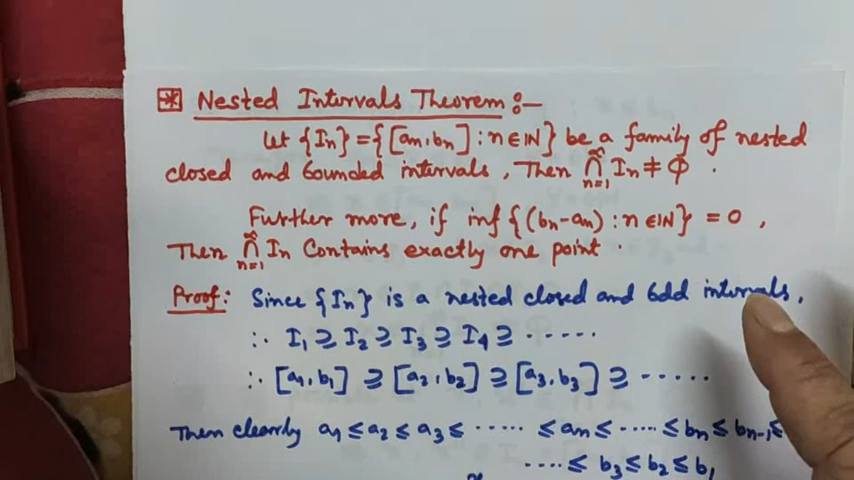 * Nested Intervals Theorem :-
Let {In} = {[an, bn] : n ∈ IN} be a family of nested
closed and bounded intervals, Then ∞∩n=1 In ≠ Φ .
Further more, if inf {(bn-an) : n ∈ IN} = 0 ,
Then ∞∩n=1 In Contains exactly one point .
Proof: Since {In} is a nested closed and bdd intervals,
∴ I1 ⊇ I2 ⊇ I3 ⊇ I4 ⊇ ......
∴ [a1, b1] ⊇ [a2, b2] ⊇ [a3, b3] ⊇ .....
Then clearly a1 ≤ a2 ≤ a3 ≤ ...... ≤ an ≤ ..... ≤ bn ≤ bn-1 ≤
.... ≤ b3 ≤ b2 ≤ b1